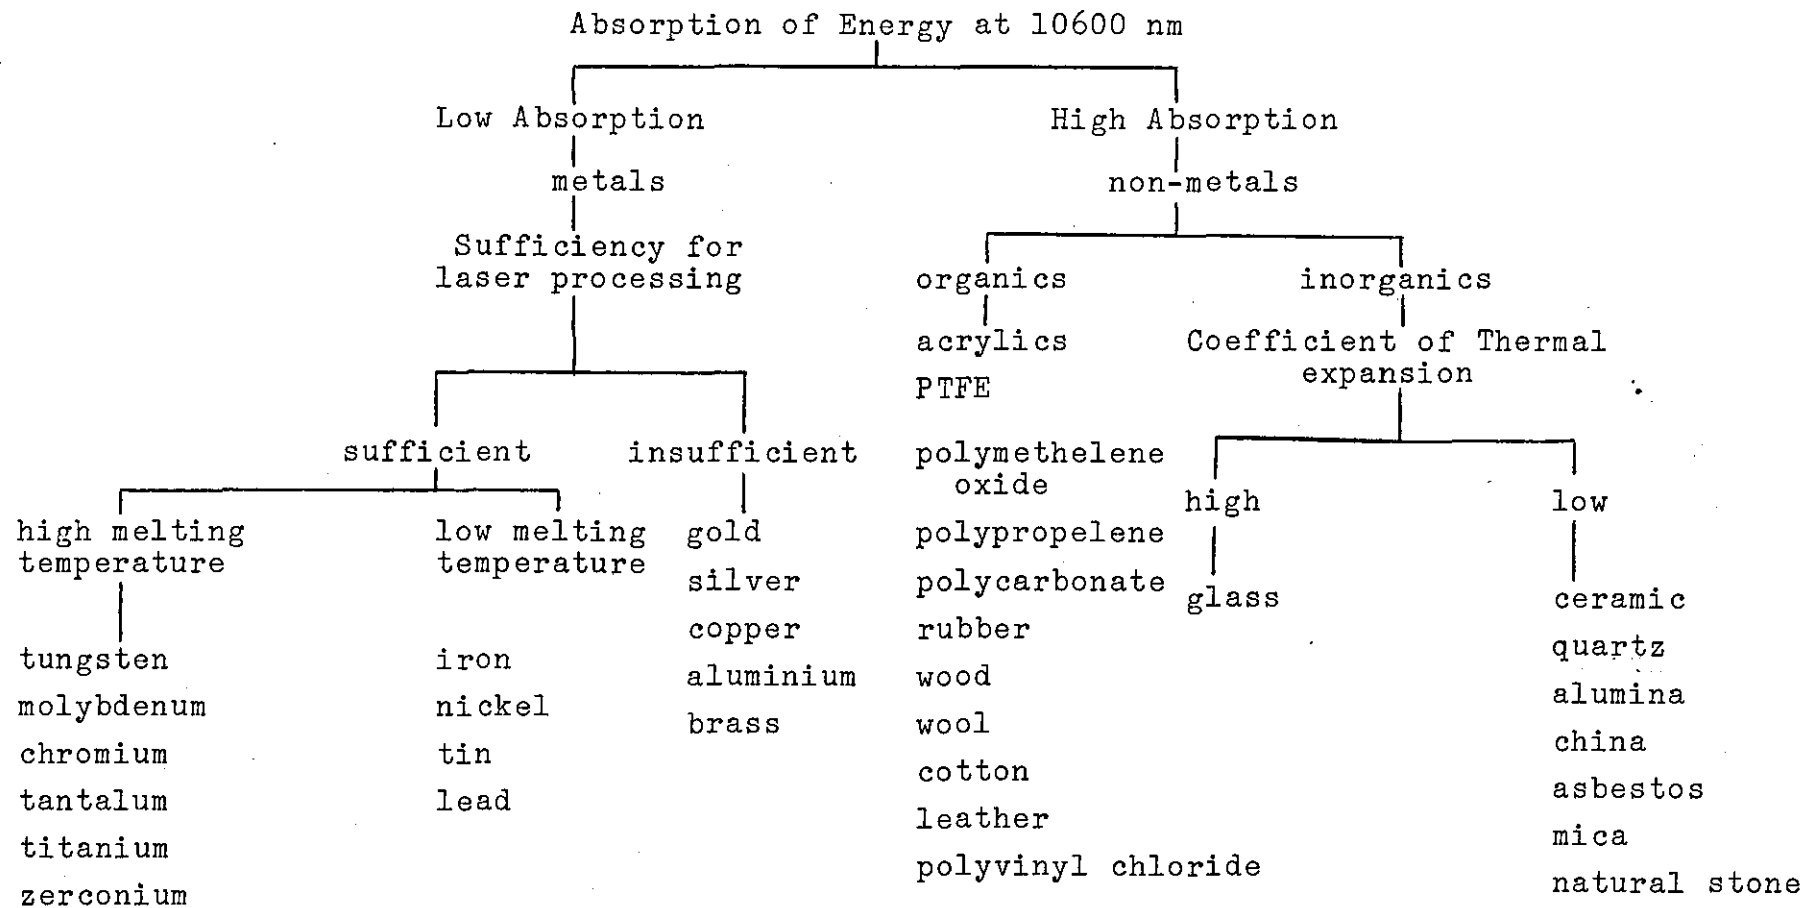 Absorption of Energy at 10600 nm
Low Absorption
metals
Sufficiency for
laser processing
sufficient
high melting
temperature
tungsten
molybdenum
chromium
tantalum
titanium
zerconium
low melting
temperature
iron
nickel
tin
lead
insufficient
gold
silver
copper
aluminium
brass
High Absorption
non-metals
organics
acrylics
PTFE
polymethelene
oxide
polypropelene
polycarbonate
rubber
wood
wool
cotton
leather
polyvinyl chloride
inorganics
Coefficient of Thermal
expansion
high
glass
low
ceramic
quartz
alumina
china
asbestos
mica
natural stone